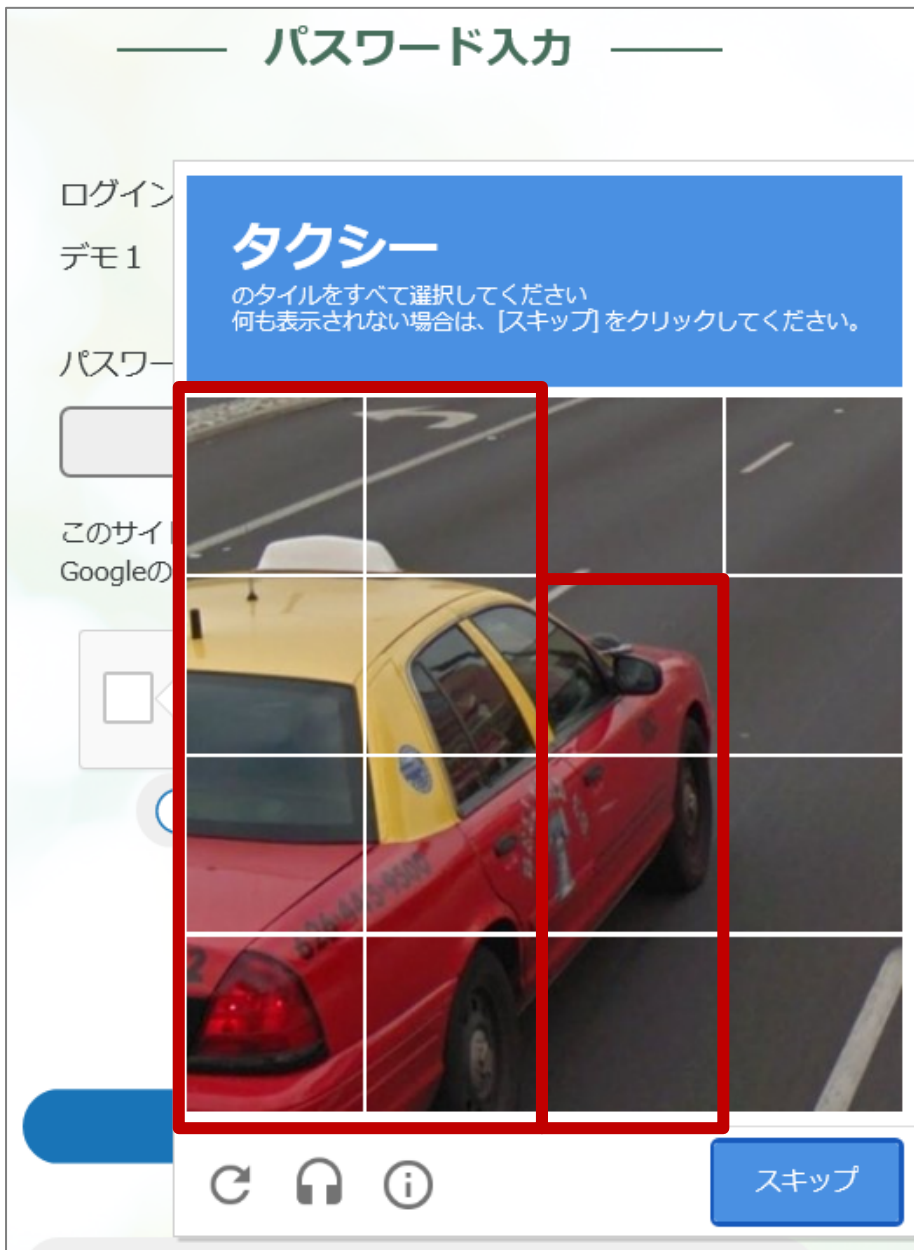 パスワード入力
ログイン
デモ１
タクシー
のタイルをすべて選択してください
何も表示されない場合は、[スキップ] をクリックしてください。
パスワー
このサイ
Googleの
626-443-9500
2
スキップ